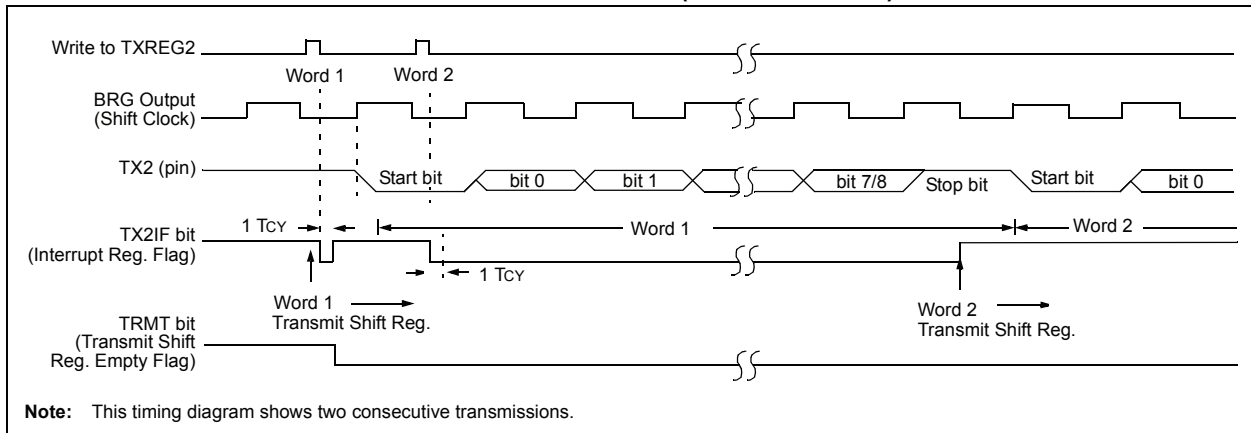 Write to TXREG2
Word 1
Word 2
BRG Output
(Shift Clock)
TX2 (pin)
Start bit
bit 0
bit 1
bit 7/8
Stop bit
Start bit
bit 0
TX2IF bit
(Interrupt Reg. Flag)
1 TCY
Word 1
Word 2
1 TCY
Word 1
Transmit Shift Reg.
Word 2
Transmit Shift Reg.
TRMT bit
(Transmit Shift
Reg. Empty Flag)
Note: This timing diagram shows two consecutive transmissions.